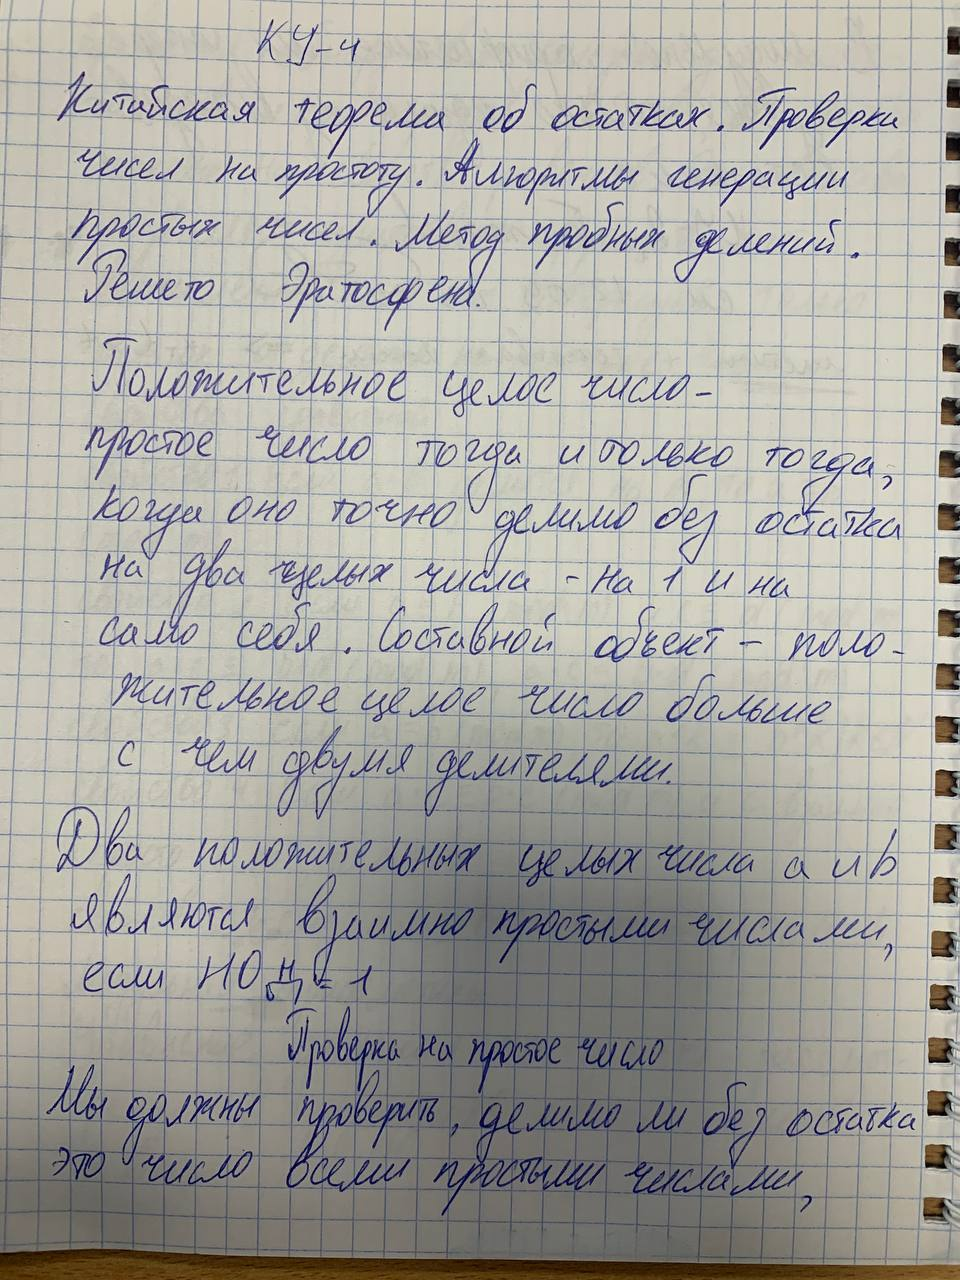 КУ-4
Китайская теорема об остатках. Проверка
чисел на простоту. Алгоритмы генерации
простых чисел. Метод пробных делений.
Решето Эратосфена.
Положительное целое число -
простое число тогда и только тогда,
когда оно точно делимо без остатка
на два целых числа - на 1 и на
само себя. Составной объект - поло-
жительное целое число больше
с чем двумя делителями.
Два положительных целых числа a и b
являются взаимно простыми числами,
если НОД = 1
Проверка на простое число
Мы должны проверить, делимо ли без остатка
это число всеми простыми числами,